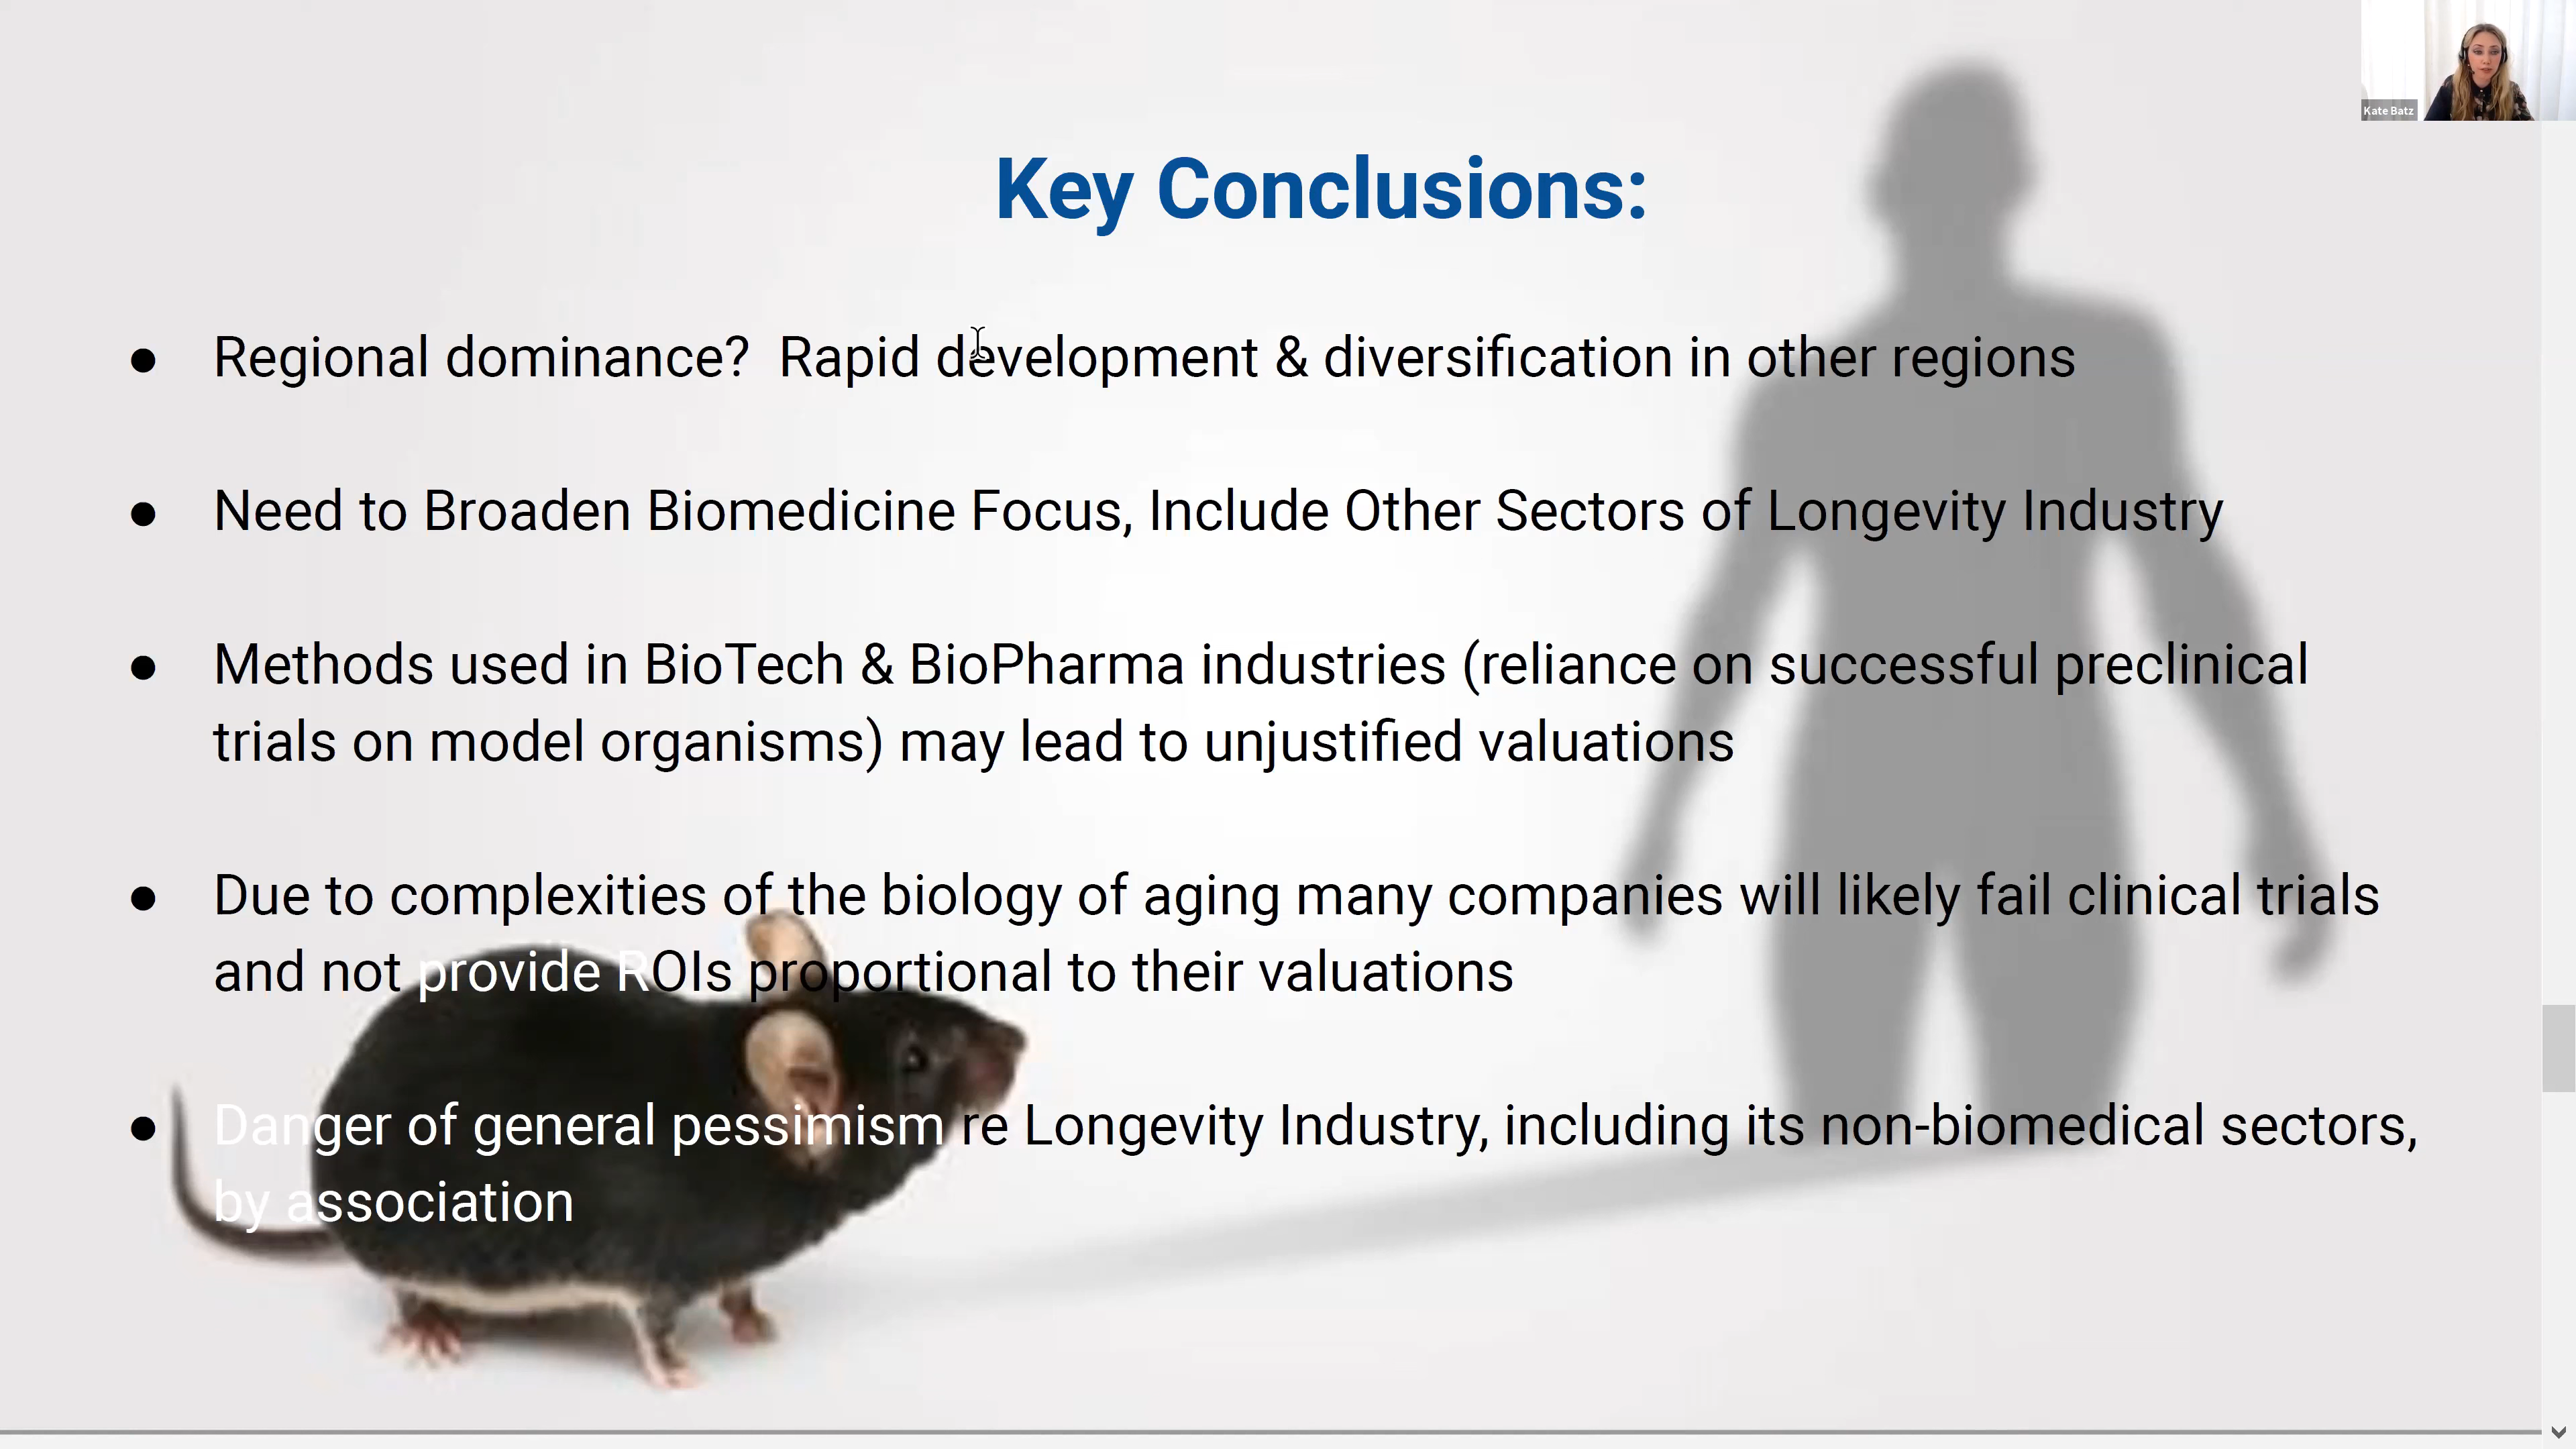 Kate Batz
Key Conclusions:
● Regional dominance?  Rapid development & diversification in other regions
● Need to Broaden Biomedicine Focus, Include Other Sectors of Longevity Industry
● Methods used in BioTech & BioPharma industries (reliance on successful preclinical
trials on model organisms) may lead to unjustified valuations
● Due to complexities of the biology of aging many companies will likely fail clinical trials
and not provide ROIs proportional to their valuations
● Danger of general pessimism re Longevity Industry, including its non-biomedical sectors,
by association